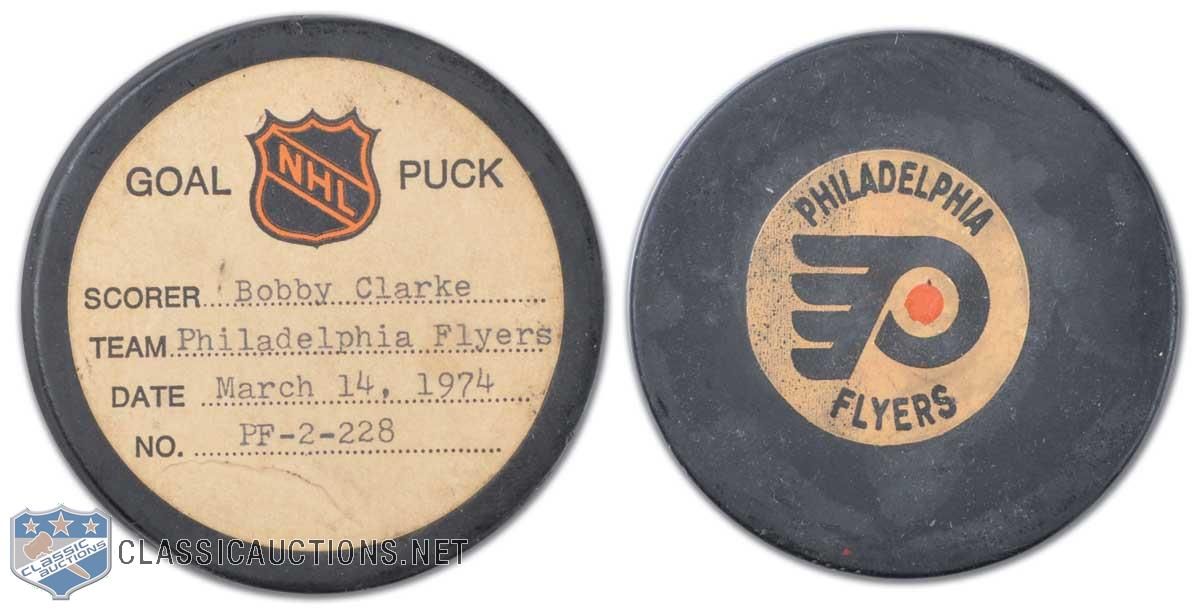 GOAL NHL PUCK
SCORER Bobby Clarke
TEAM Philadelphia Flyers
DATE March 14, 1974
NO. PF-2-228
PHILADELPHIA
FLYERS
CLASSIC
AUCTIONS
CLASSICAUCTIONS.NET